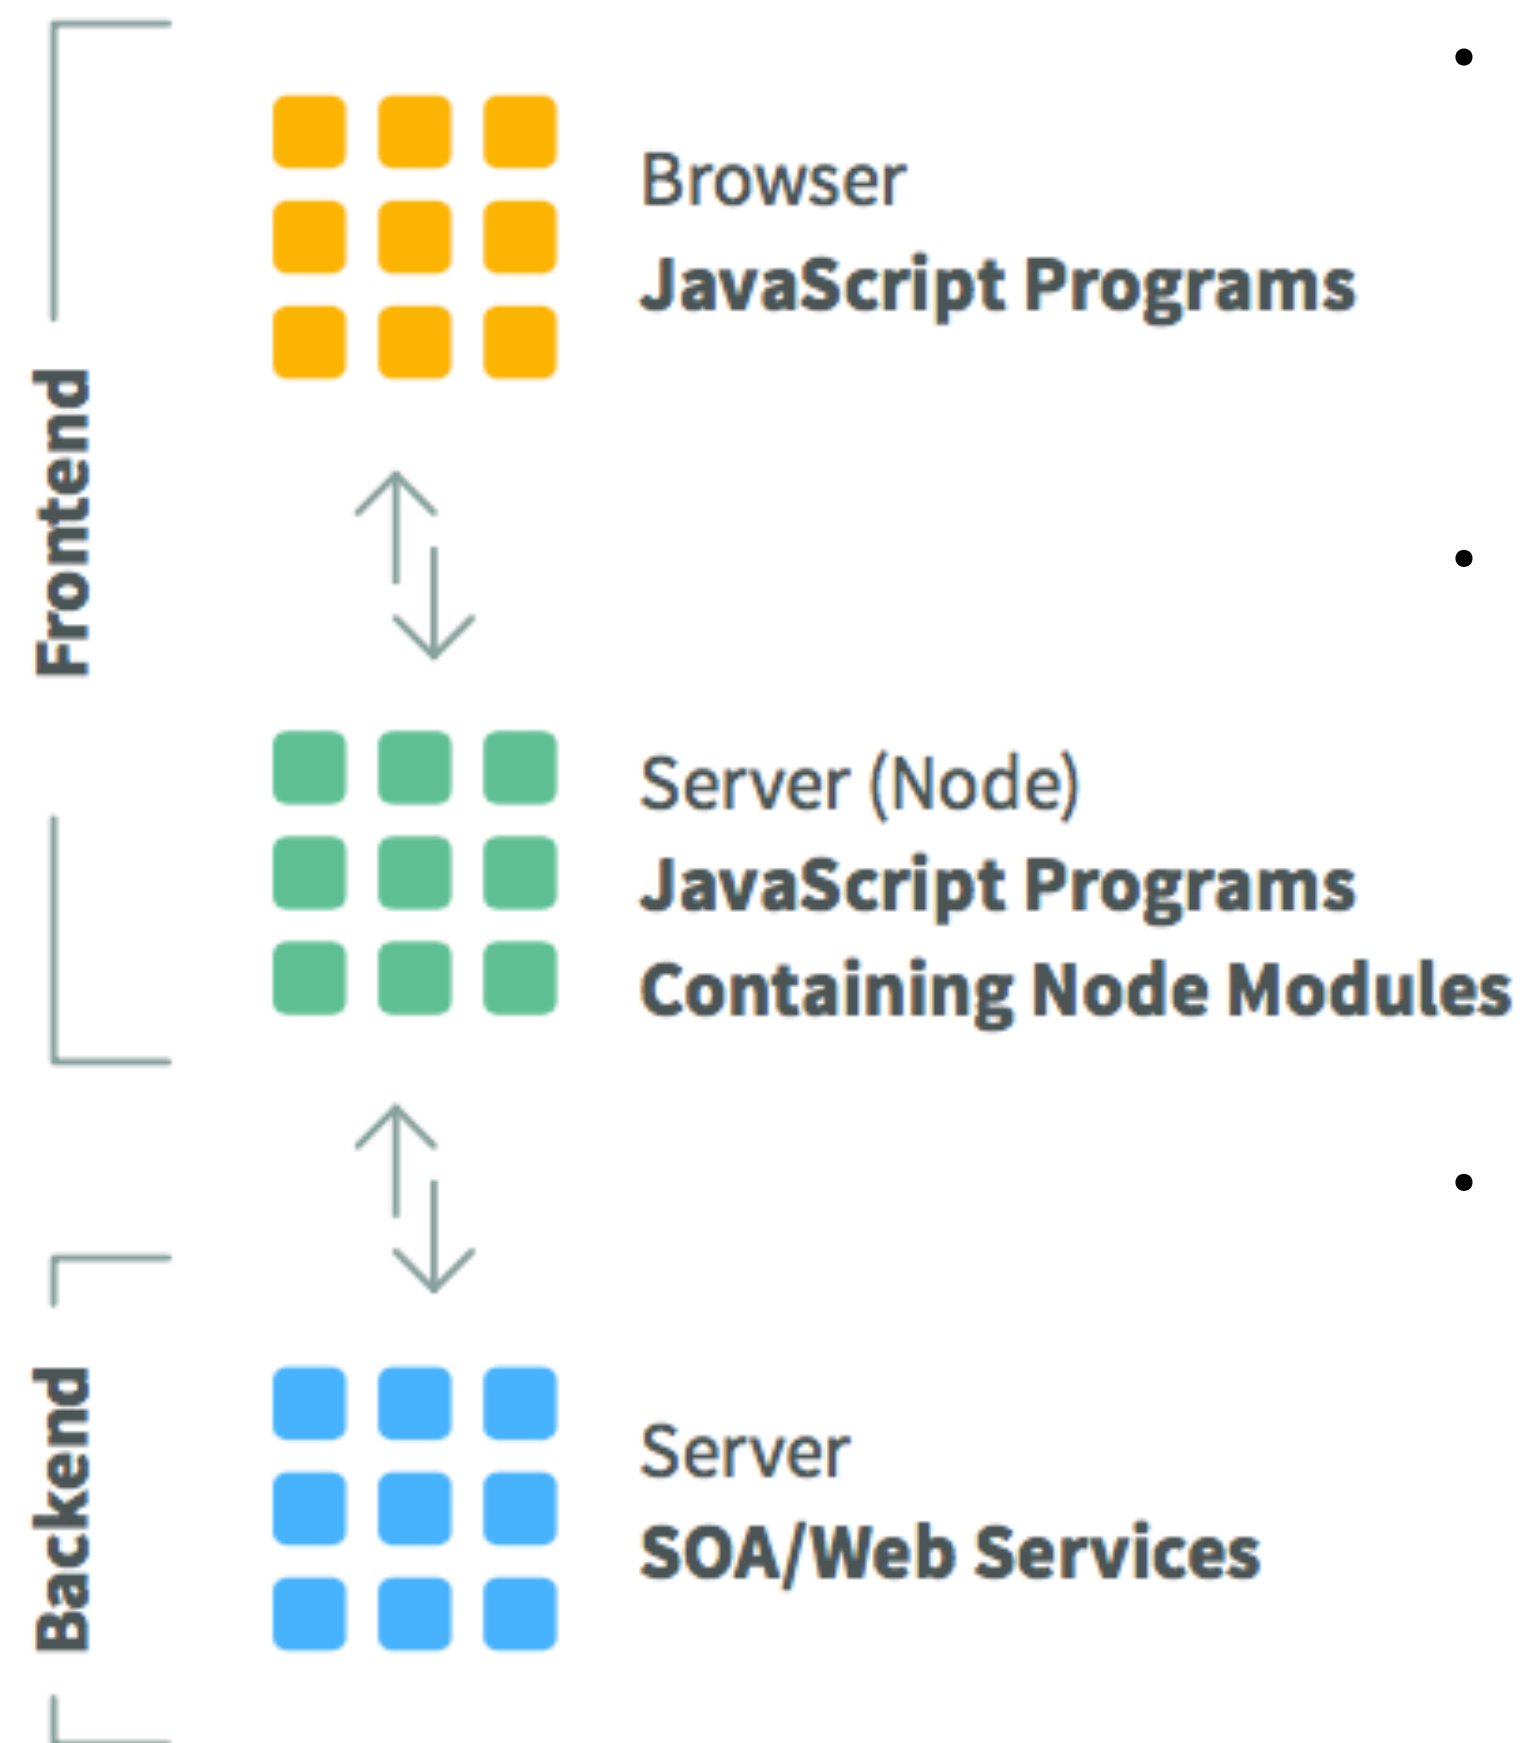 Frontend
Browser
JavaScript Programs
Server (Node)
JavaScript Programs
Containing Node Modules
Backend
Server
SOA/Web Services